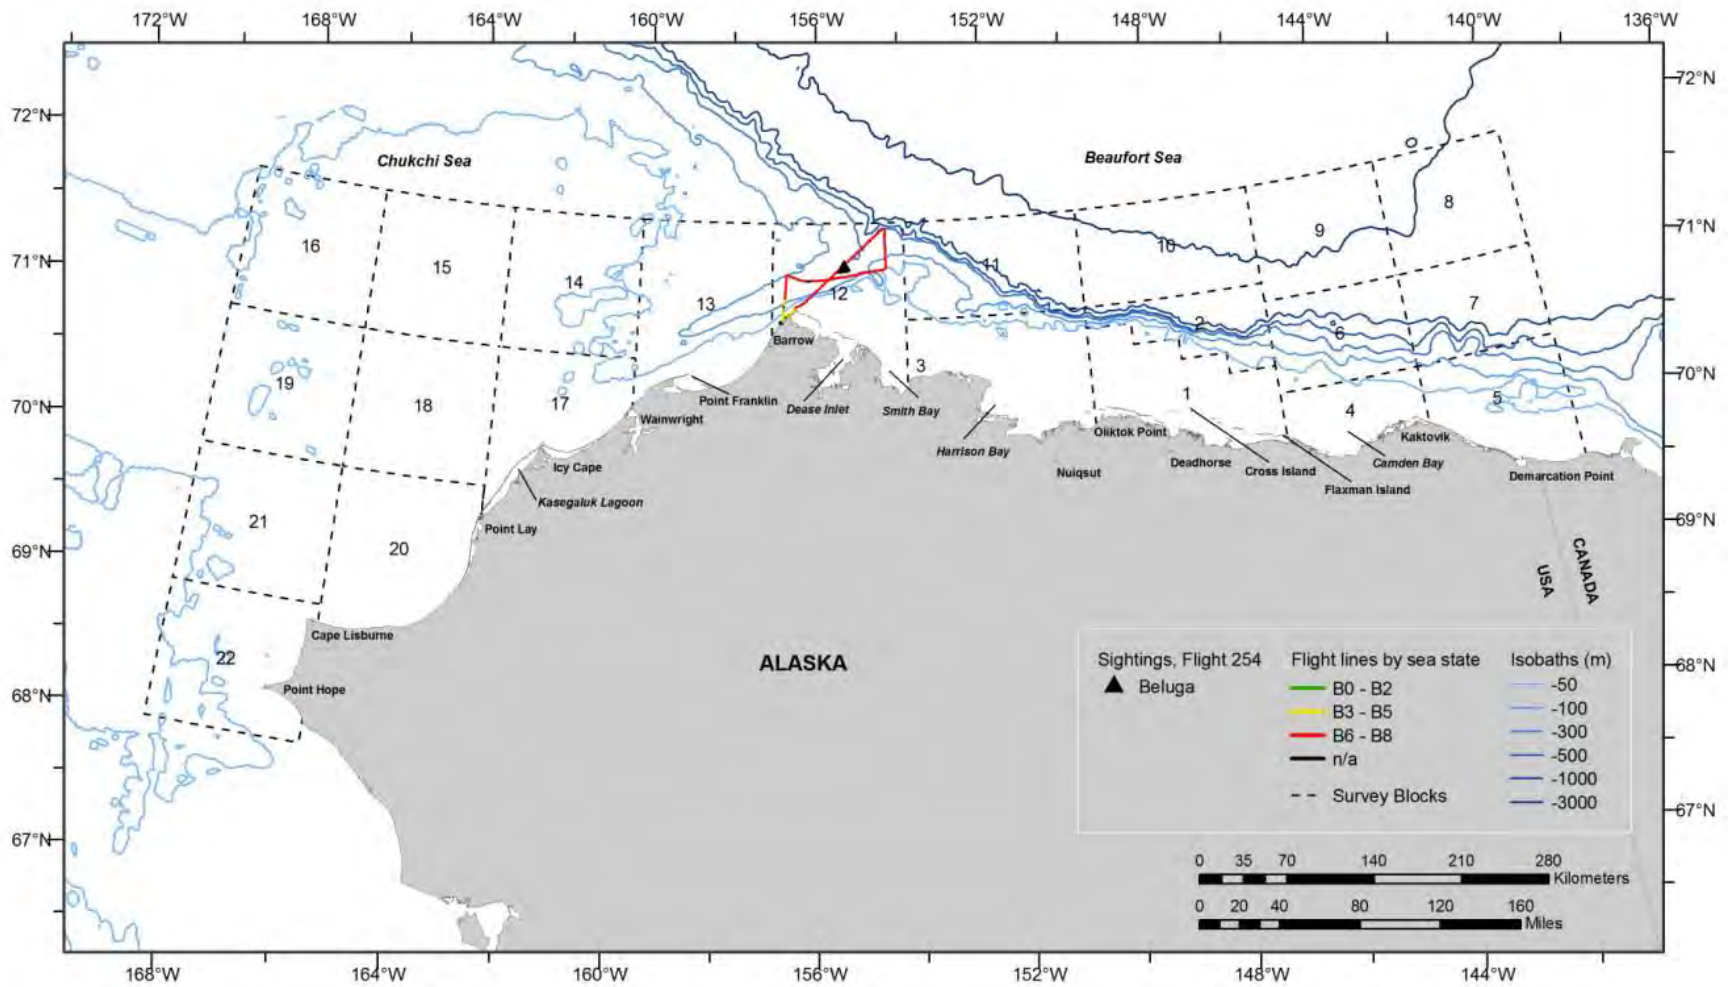 172°W 168°W 164°W 160°W 156°W 152°W 148°W 144°W 140°W 136°W
72°N 72°N
Chukchi Sea Beaufort Sea
8
9
16 15 10
71°N 71°N
14 11
13 12 7
2 6
Barrow
3
70°N 70°N
19 18 17 1 4 5
Point Franklin
Dease Inlet Smith Bay
Wainwright
Oliktok Point Kaktovik
Harrison Bay
Icy Cape Nuiqsut Deadhorse Cross Island Camden Bay
Demarcation Point
Flaxman Island
Kasegaluk Lagoon
21 Point Lay
69°N 69°N
20
USA CANADA
Cape Lisburne
22
ALASKA
Point Hope
68°N 68°N
67°N 67°N
Sightings, Flight 254
Beluga
Flight lines by sea state
B0 - B2
B3 - B5
B6 - B8
n/a
Survey Blocks
Isobaths (m)
-50
-100
-300
-500
-1000
-3000
0 35 70 140 210 280
Kilometers
0 20 40 80 120 160
Miles
168°W 164°W 160°W 156°W 152°W 148°W 144°W